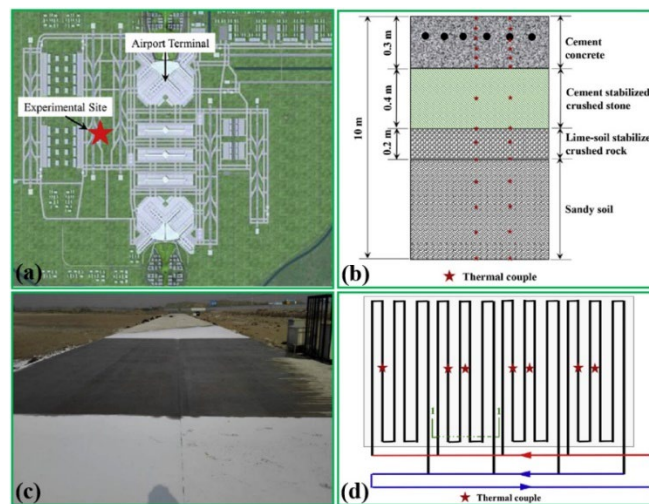 Airport Terminal
Experimental Site
(a)
10 m
0.3 m
0.4 m
0.2 m
Cement
concrete
Cement stabilized
crushed stone
Lime-soil stabilized
crushed rock
Sandy soil
Thermal couple
(b)
(c)
I
I
Thermal couple
(d)